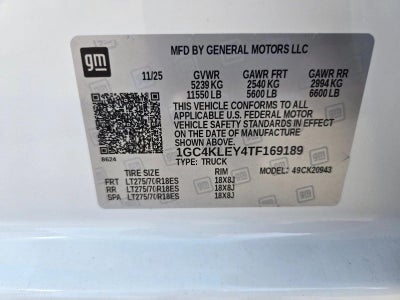 gm
MFD BY GENERAL MOTORS LLC
11/25 GVWR GAWR FRT GAWR RR
5239 KG 2540 KG 2994 KG
11550 LB 5600 LB 6600 LB
THIS VEHICLE CONFORMS TO ALL
APPLICABLE U.S. FEDERAL MOTOR
VEHICLE SAFETY STANDARDS IN EFFECT
ON THE DATE OF MANUFACTURE SHOWN ABOVE.
1GC4KLEY4TF169189
TYPE: TRUCK
8624
TIRE SIZE RIM MODEL: 49CK20943
FRT LT275/70R18ES 18X8J
RR LT275/70R18ES 18X8J
SPA LT275/70R18ES 18X8J